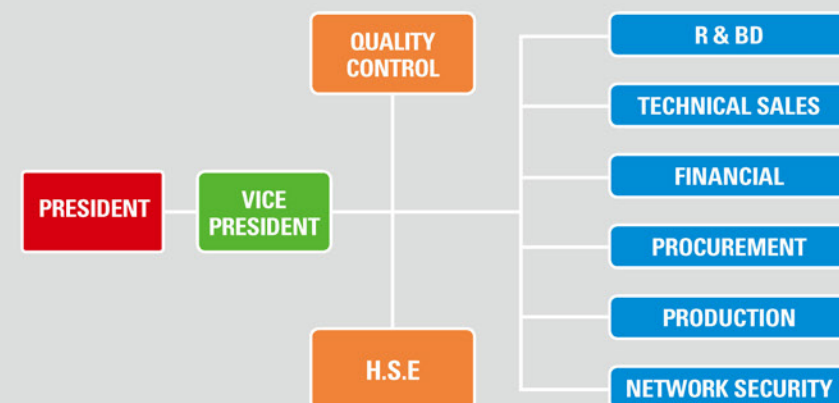 QUALITY
CONTROL
R & BD
TECHNICAL SALES
FINANCIAL
PRESIDENT
VICE
PRESIDENT
PROCUREMENT
PRODUCTION
H.S.E
NETWORK SECURITY